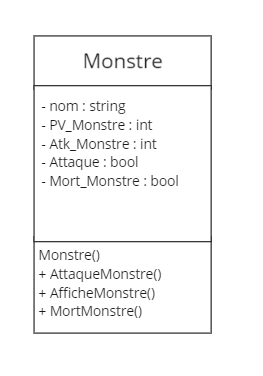 Monstre
- nom : string
- PV_Monstre : int
- Atk_Monstre : int
- Attaque : bool
- Mort_Monstre : bool
Monstre()
+ AttaqueMonstre()
+ AfficheMonstre()
+ MortMonstre()